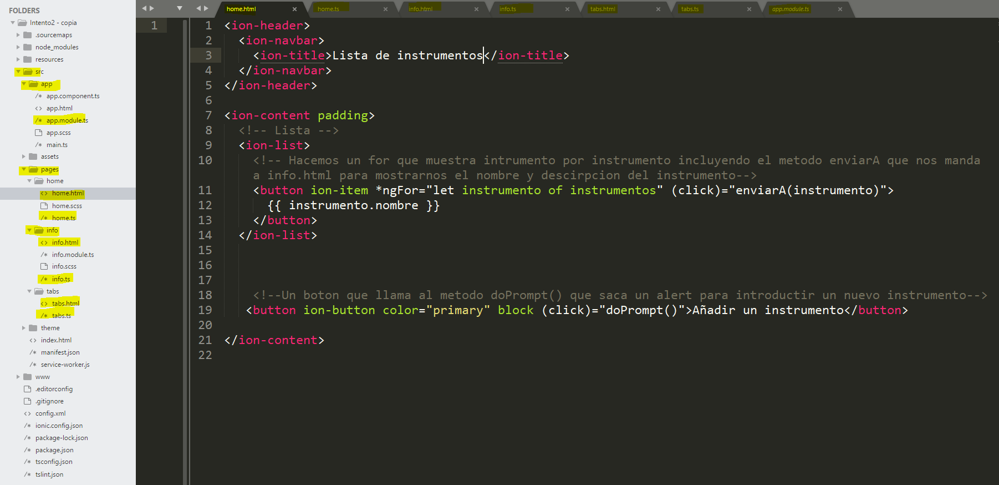 FOLDERS
Intento2 - copia
.sourcemaps
node_modules
resources
src
app
/* app.component.ts
<> app.html
/* app.module.ts
app.scss
/* main.ts
assets
pages
home
<> home.html
home.scss
/* home.ts
info
<> info.html
/* info.module.ts
info.scss
/* info.ts
tabs
<> tabs.html
/* tabs.ts
theme
<> index.html
/* manifest.json
/* service-worker.js
www
.editorconfig
.gitignore
<> config.xml
/* ionic.config.json
/* package-lock.json
/* package.json
/* tsconfig.json
/* tslint.json
1
home.html × home.ts × info.html × info.ts × tabs.html × tabs.ts × app.module.ts ×
1 <ion-header>
2 <ion-navbar>
3 <ion-title>Lista de instrumentos</ion-title>
4 </ion-navbar>
5 </ion-header>
6
7 <ion-content padding>
8 <!-- Lista -->
9 <ion-list>
10 <!-- Hacemos un for que muestra intrumento por instrumento incluyendo el metodo enviarA que nos manda
a info.html para mostrarnos el nombre y descirpcion del instrumento-->
11 <button ion-item *ngFor="let instrumento of instrumentos" (click)="enviarA(instrumento)">
12 {{ instrumento.nombre }}
13 </button>
14 </ion-list>
15
16
17
18 <!--Un boton que llama al metodo doPrompt() que saca un alert para introductir un nuevo instrumento-->
19 <button ion-button color="primary" block (click)="doPrompt()">Añadir un instrumento</button>
20
21 </ion-content>
22